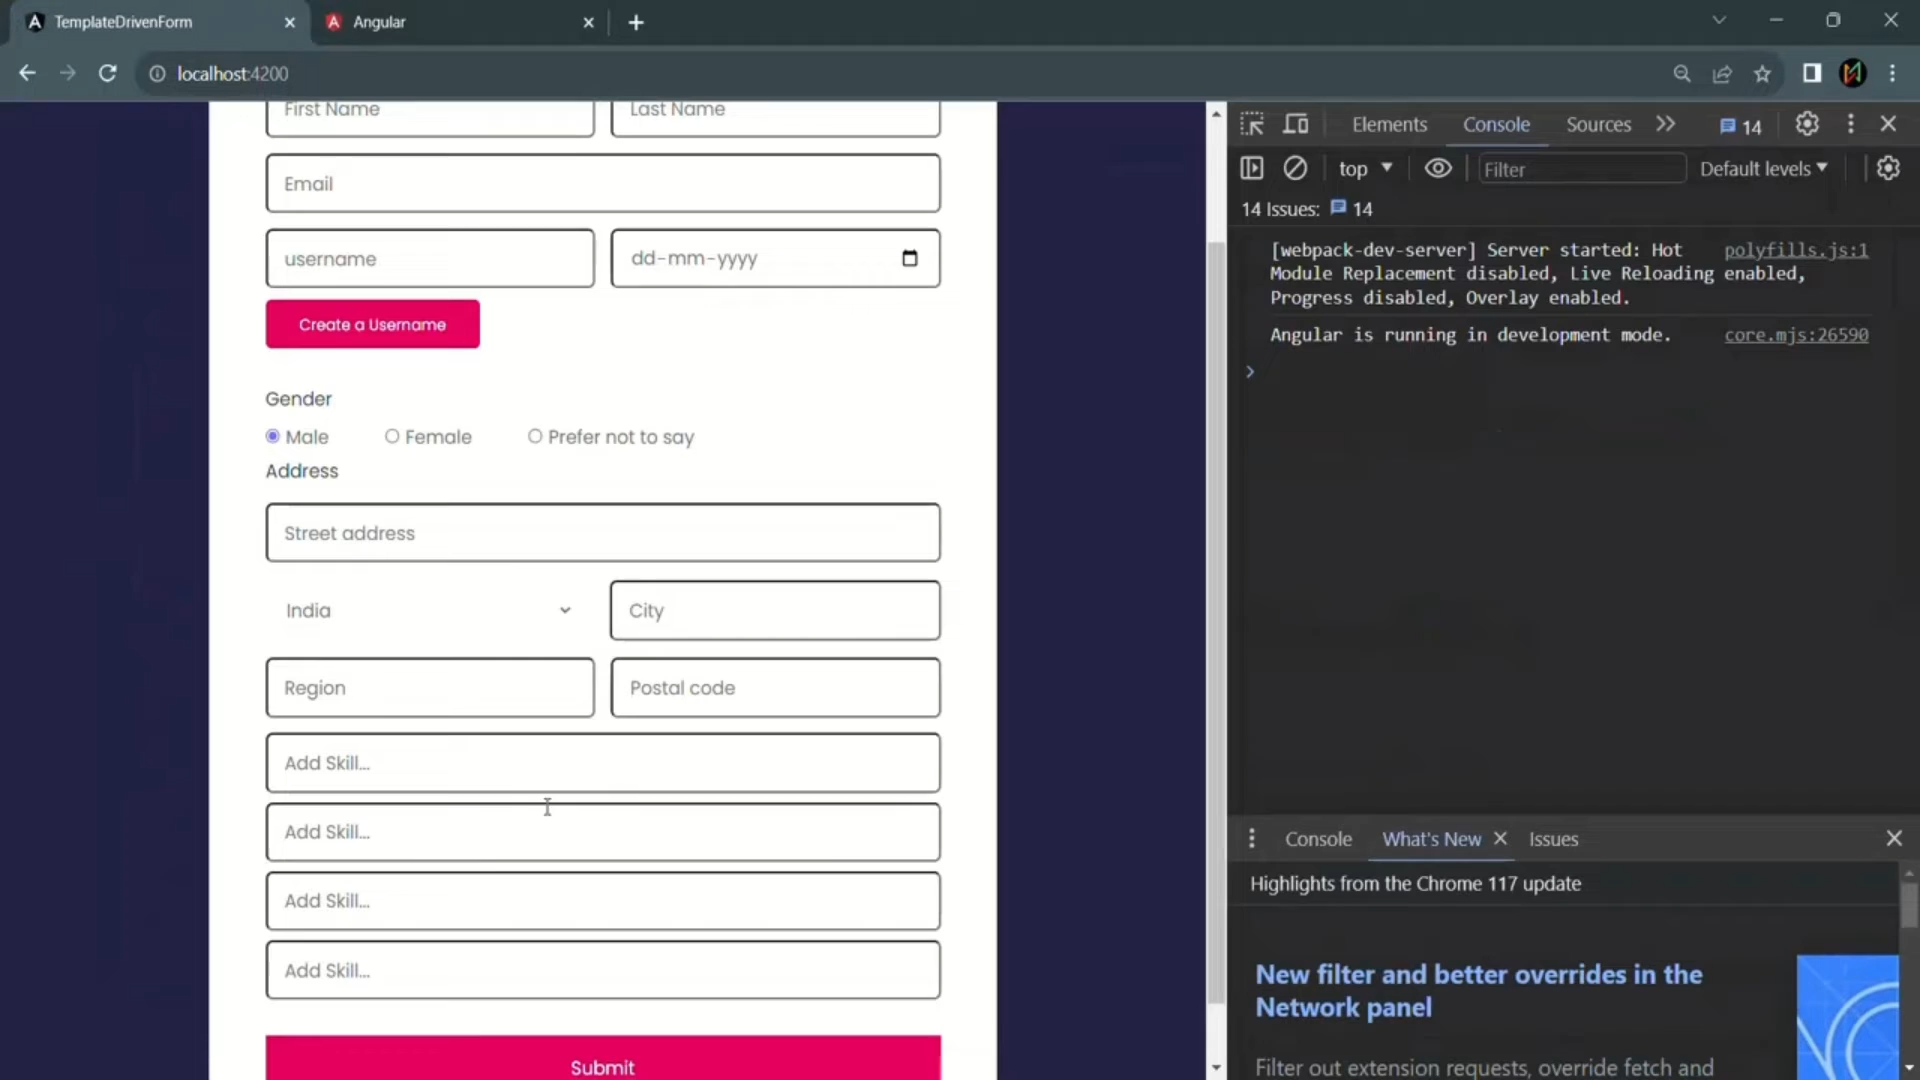 TemplateDrivenForm
Angular
localhost:4200
First Name
Last Name
Email
username
dd-mm-yyyy
Create a Username
Gender
Male
Female
Prefer not to say
Address
Street address
India
City
Region
Postal code
Add Skill...
Add Skill...
Add Skill...
Add Skill...
Submit
Elements
Console
Sources
14
top
Filter
Default levels
14 Issues:
14
[webpack-dev-server] Server started: Hot
polyfills.js:1
Module Replacement disabled, Live Reloading enabled,
Progress disabled, Overlay enabled.
Angular is running in development mode.
core.mjs:26590
Console
What's New
Issues
Highlights from the Chrome 117 update
New filter and better overrides in the
Network panel
Filter out extension requests, override fetch and